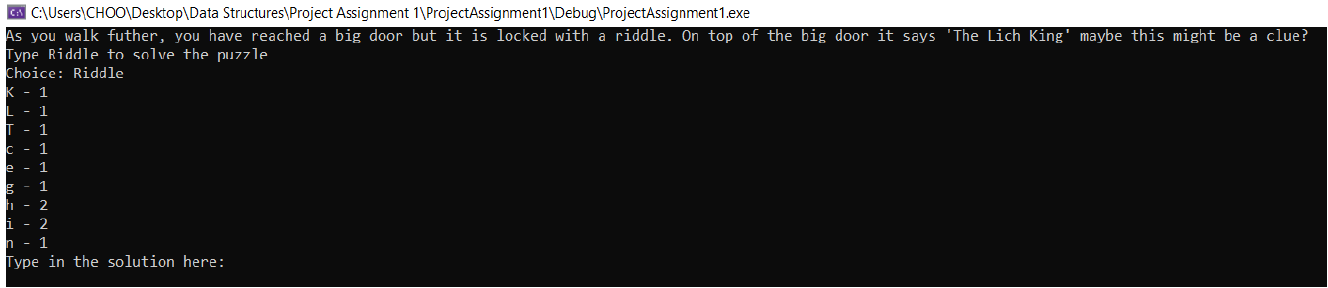 C:\Users\CHOO\Desktop\Data Structures\Project Assignment 1\ProjectAssignment1\Debug\ProjectAssignment1.exe
As you walk futher, you have reached a big door but it is locked with a riddle. On top of the big door it says 'The Lich King' maybe this might be a clue?
Type Riddle to solve the puzzle
Choice: Riddle
K - 1
L - 1
T - 1
c - 1
e - 1
g - 1
h - 2
i - 2
n - 1
Type in the solution here: